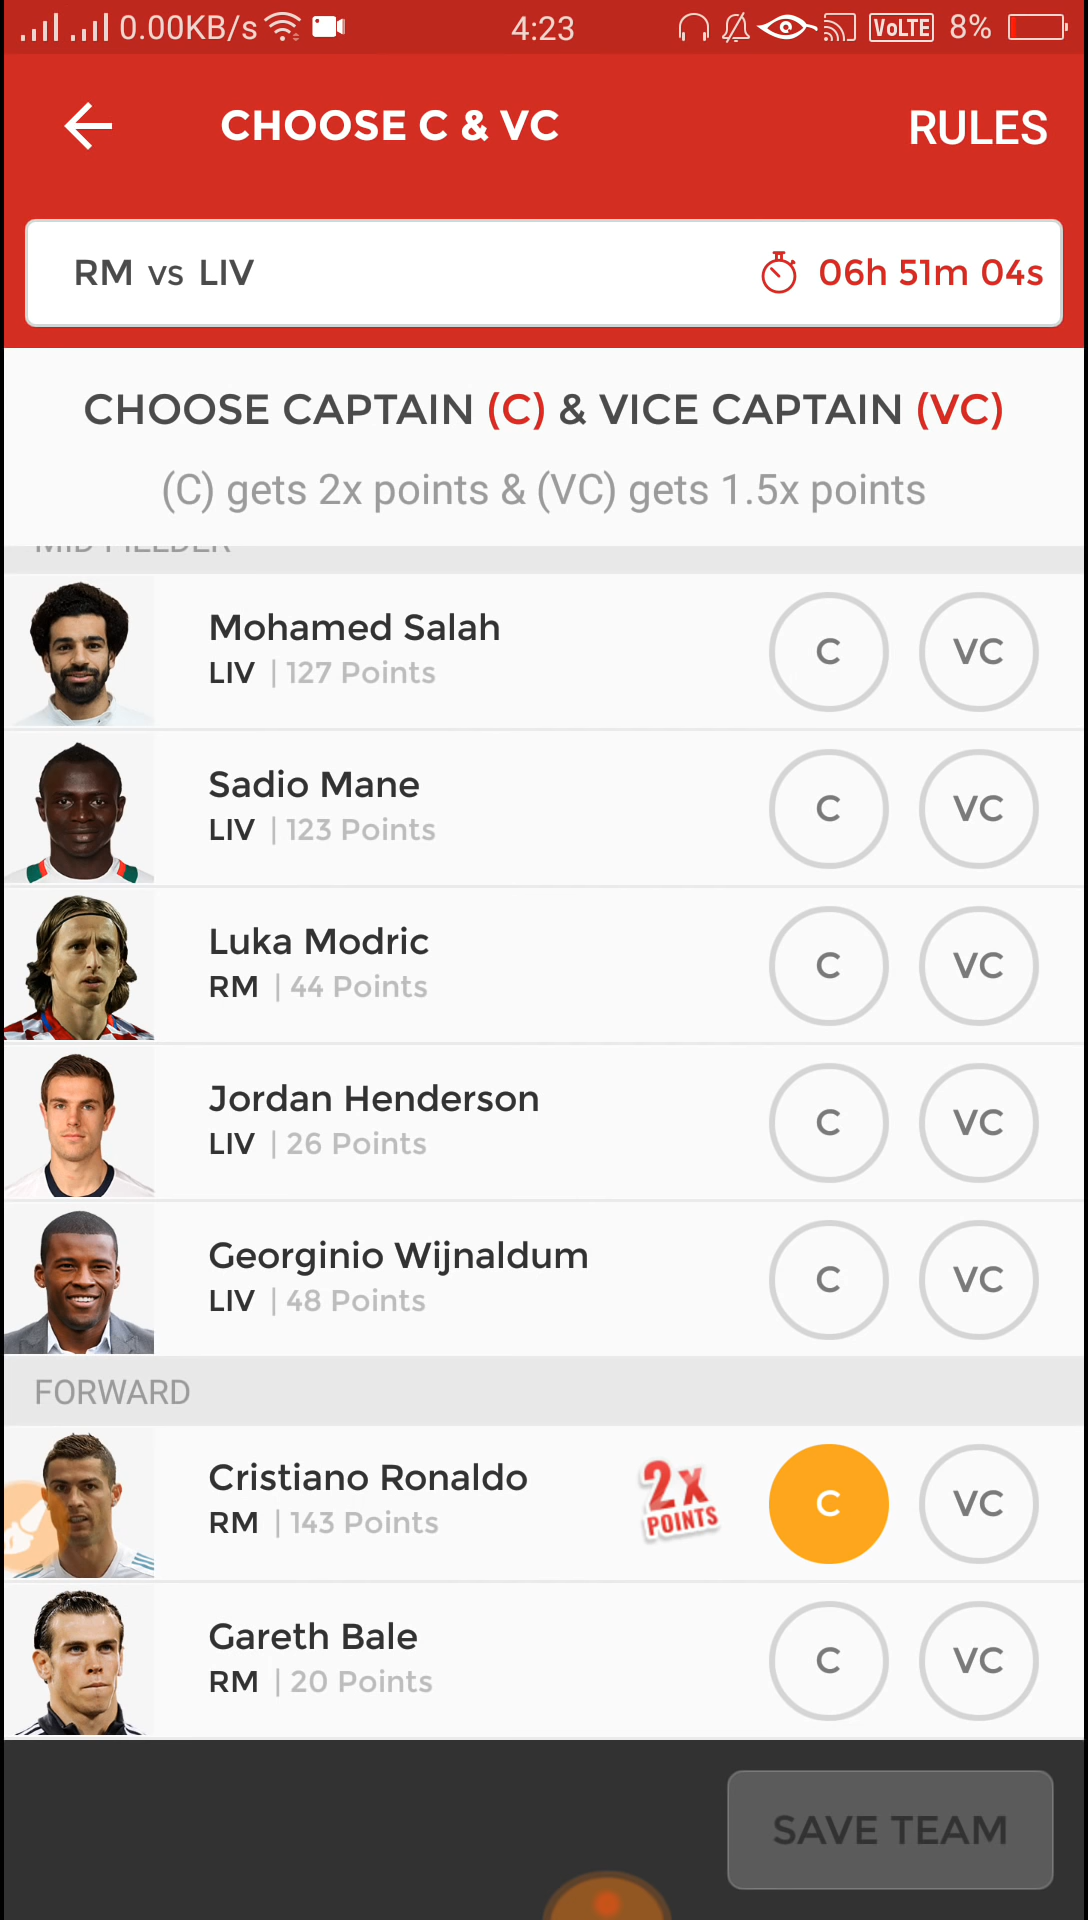 0.00KB/s 4:23 VoLTE 8%
CHOOSE C & VC RULES
RM vs LIV 06h 51m 04s
CHOOSE CAPTAIN (C) & VICE CAPTAIN (VC)
(C) gets 2x points & (VC) gets 1.5x points
MID FIELDER
Mohamed Salah
LIV | 127 Points
C VC
Sadio Mane
LIV | 123 Points
C VC
Luka Modric
RM | 44 Points
C VC
Jordan Henderson
LIV | 26 Points
C VC
Georginio Wijnaldum
LIV | 48 Points
C VC
FORWARD
Cristiano Ronaldo
RM | 143 Points
2x
POINTS
C VC
Gareth Bale
RM | 20 Points
C VC
SAVE TEAM